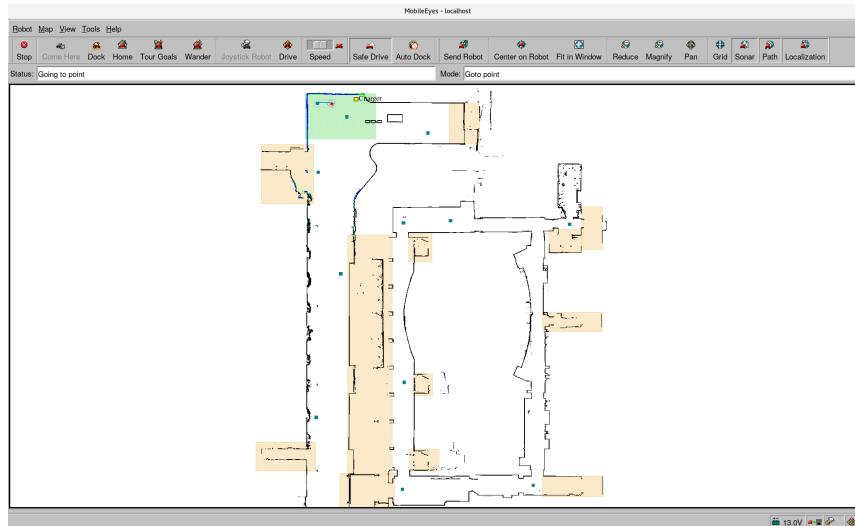 MobileEyes - localhost
Robot Map View Tools Help
Stop Come Here Dock Home Tour Goals Wander Joystick Robot Drive Speed Safe Drive Auto Dock Send Robot Center on Robot Fit in Window Reduce Magnify Pan Grid Sonar Path Localization
Status: Going to point Mode: Goto point
Charger
13.0V